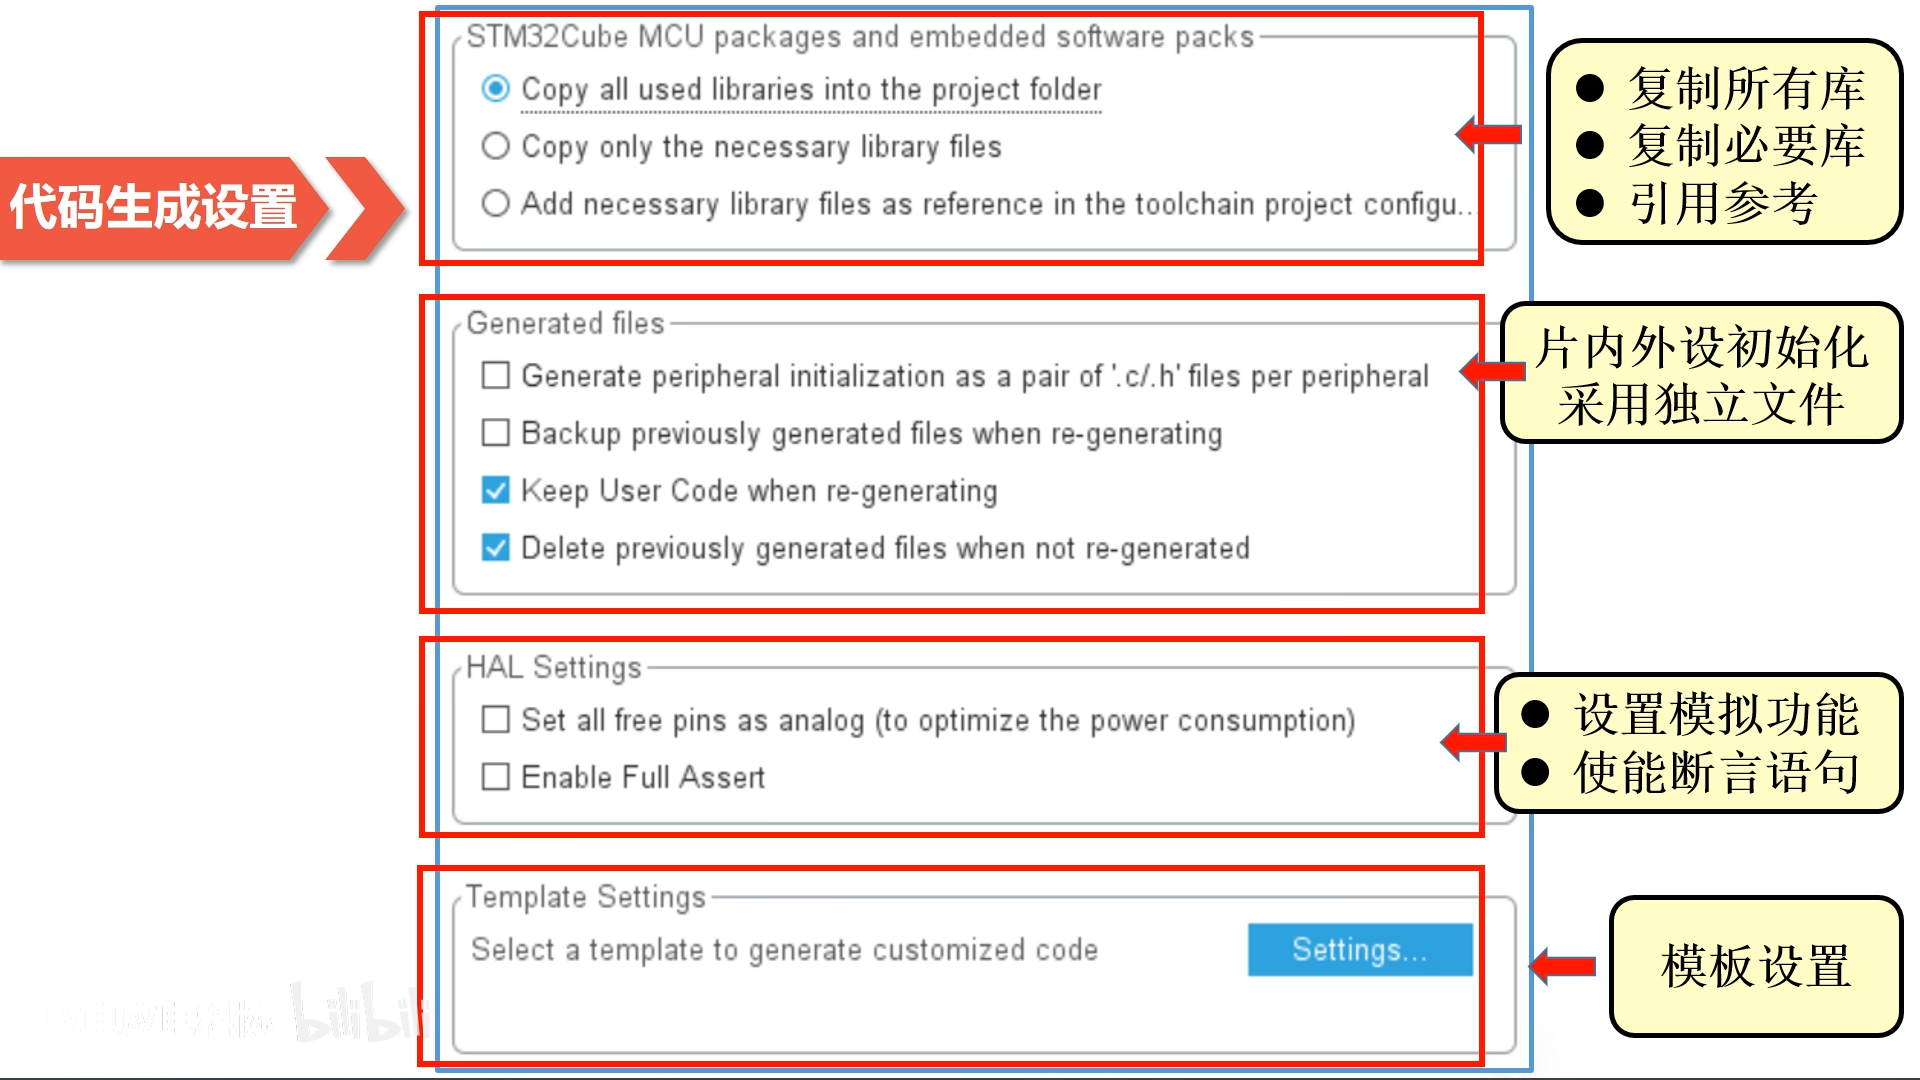 代码生成设置
STM32Cube MCU packages and embedded software packs
Copy all used libraries into the project folder
Copy only the necessary library files
Add necessary library files as reference in the toolchain project configu...
复制所有库
复制必要库
引用参考
Generated files
Generate peripheral initialization as a pair of '.c/.h' files per peripheral
Backup previously generated files when re-generating
Keep User Code when re-generating
Delete previously generated files when not re-generated
片内外设初始化
采用独立文件
HAL Settings
Set all free pins as analog (to optimize the power consumption)
Enable Full Assert
设置模拟功能
使能断言语句
Template Settings
Select a template to generate customized code
Settings...
模板设置
bilibili